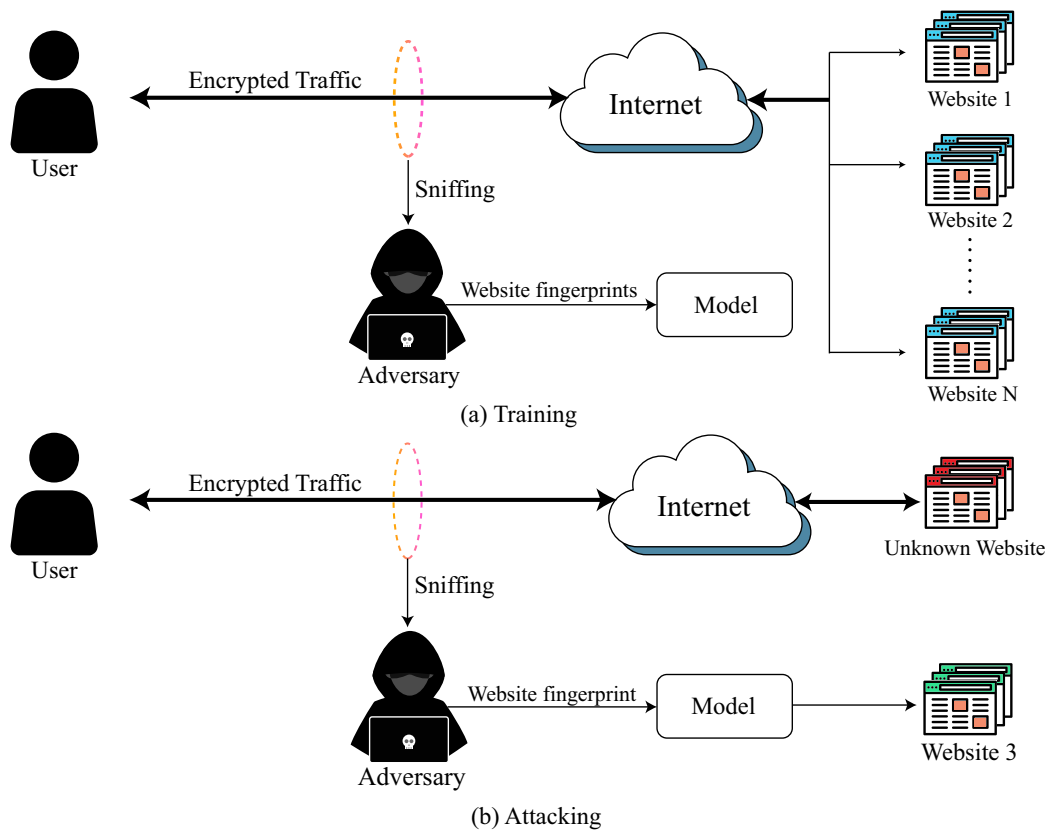 Encrypted Traffic
Internet
Website 1
User
Sniffing
Website 2
Website fingerprints
Model
Adversary
Website N
(a) Training
Encrypted Traffic
Internet
Unknown Website
User
Sniffing
Website fingerprint
Model
Website 3
Adversary
(b) Attacking